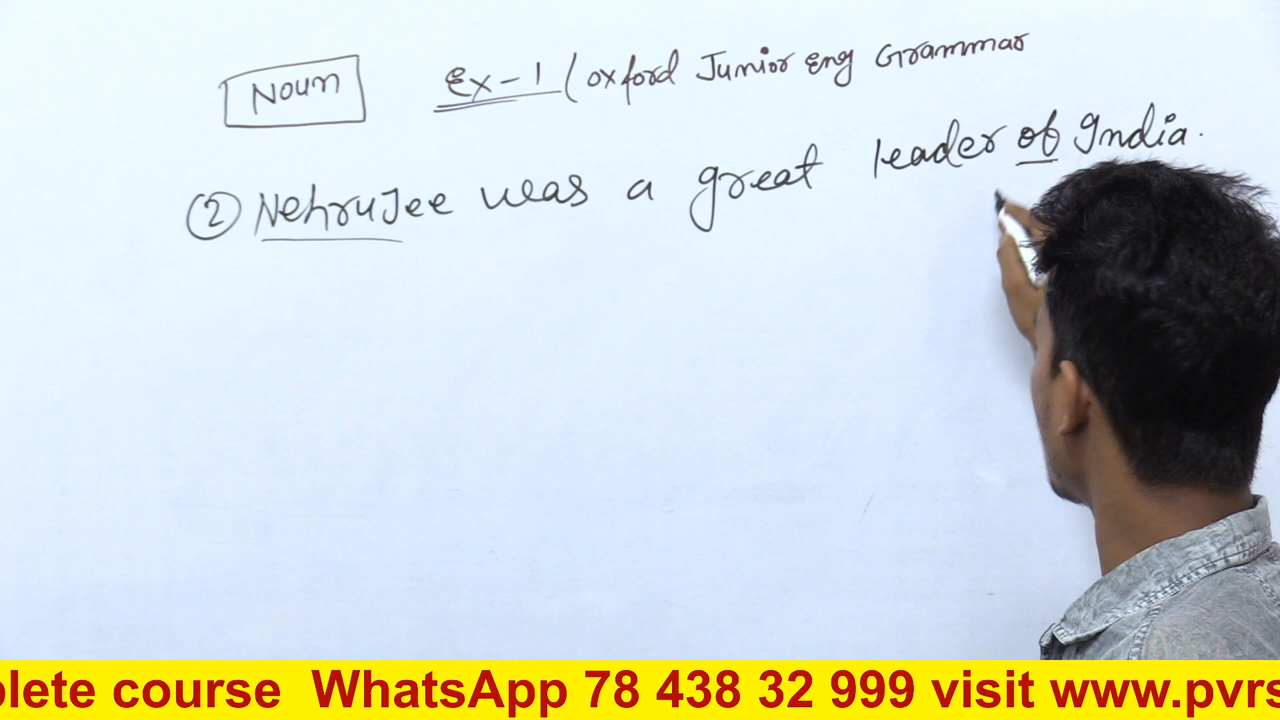 Noun Ex-1 (Oxford Junior Eng Grammar
② NehruJee was a great leader of India.
plete course WhatsApp 78 438 32 999 visit www.pvrs